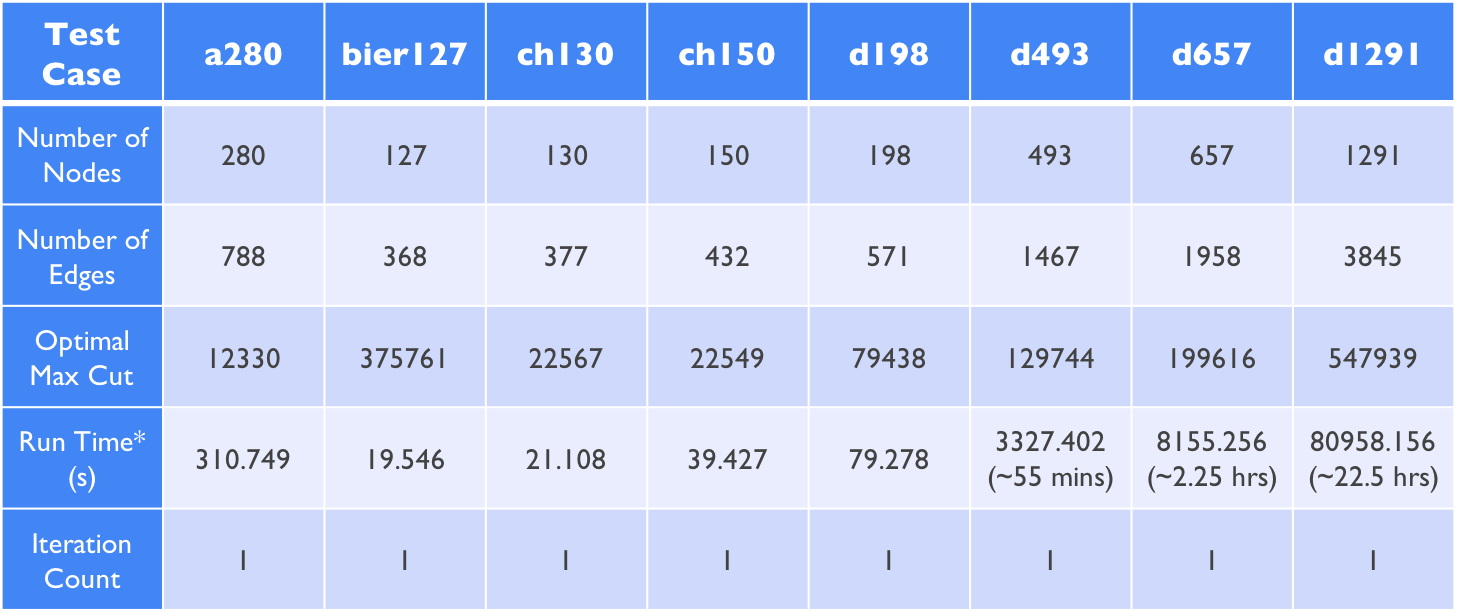 Test Case a280 bier127 ch130 ch150 d198 d493 d657 d1291
Number of Nodes 280 127 130 150 198 493 657 1291
Number of Edges 788 368 377 432 571 1467 1958 3845
Optimal Max Cut 12330 375761 22567 22549 79438 129744 199616 547939
Run Time* (s) 310.749 19.546 21.108 39.427 79.278 3327.402 (~55 mins) 8155.256 (~2.25 hrs) 80958.156 (~22.5 hrs)
Iteration Count 1 1 1 1 1 1 1 1